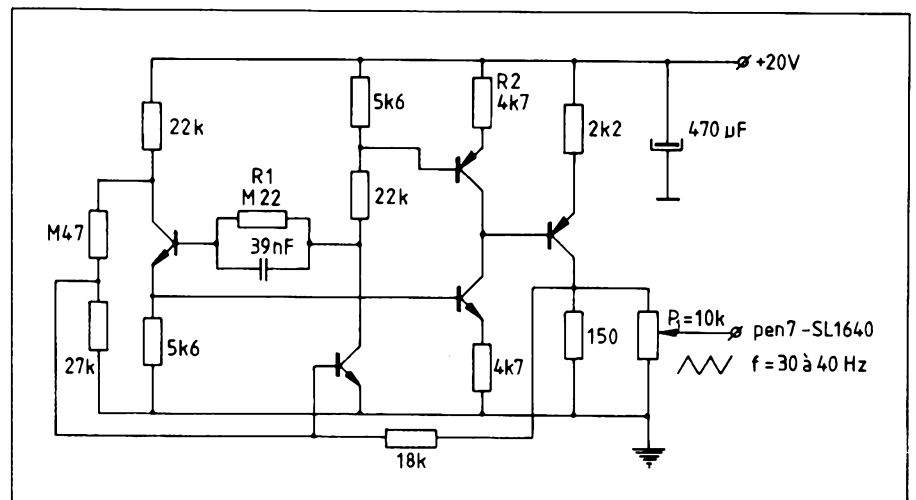 +20V
R2
4k7
5k6
2k2
470 µF
22k
R1
M 22
22k
M47
39nF
P1=10k
pen7 -SL1640
150
27k
5k6
4k7
f = 30 à 40 Hz
18k